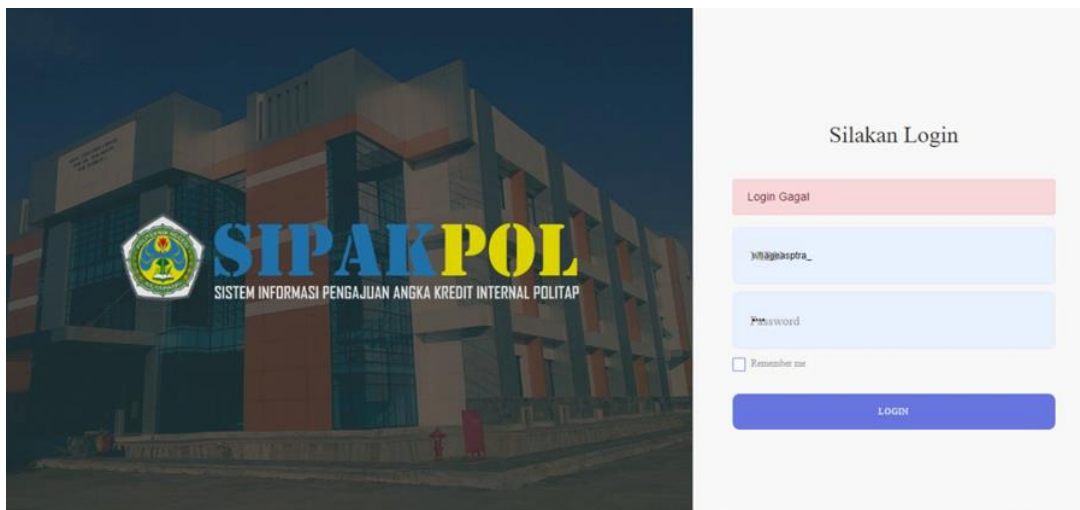 SIPAKPOL
SISTEM INFORMASI PENGAJUAN ANGKA KREDIT INTERNAL POLITAP
Silakan Login
Login Gagal
Password
Remember me
LOGIN